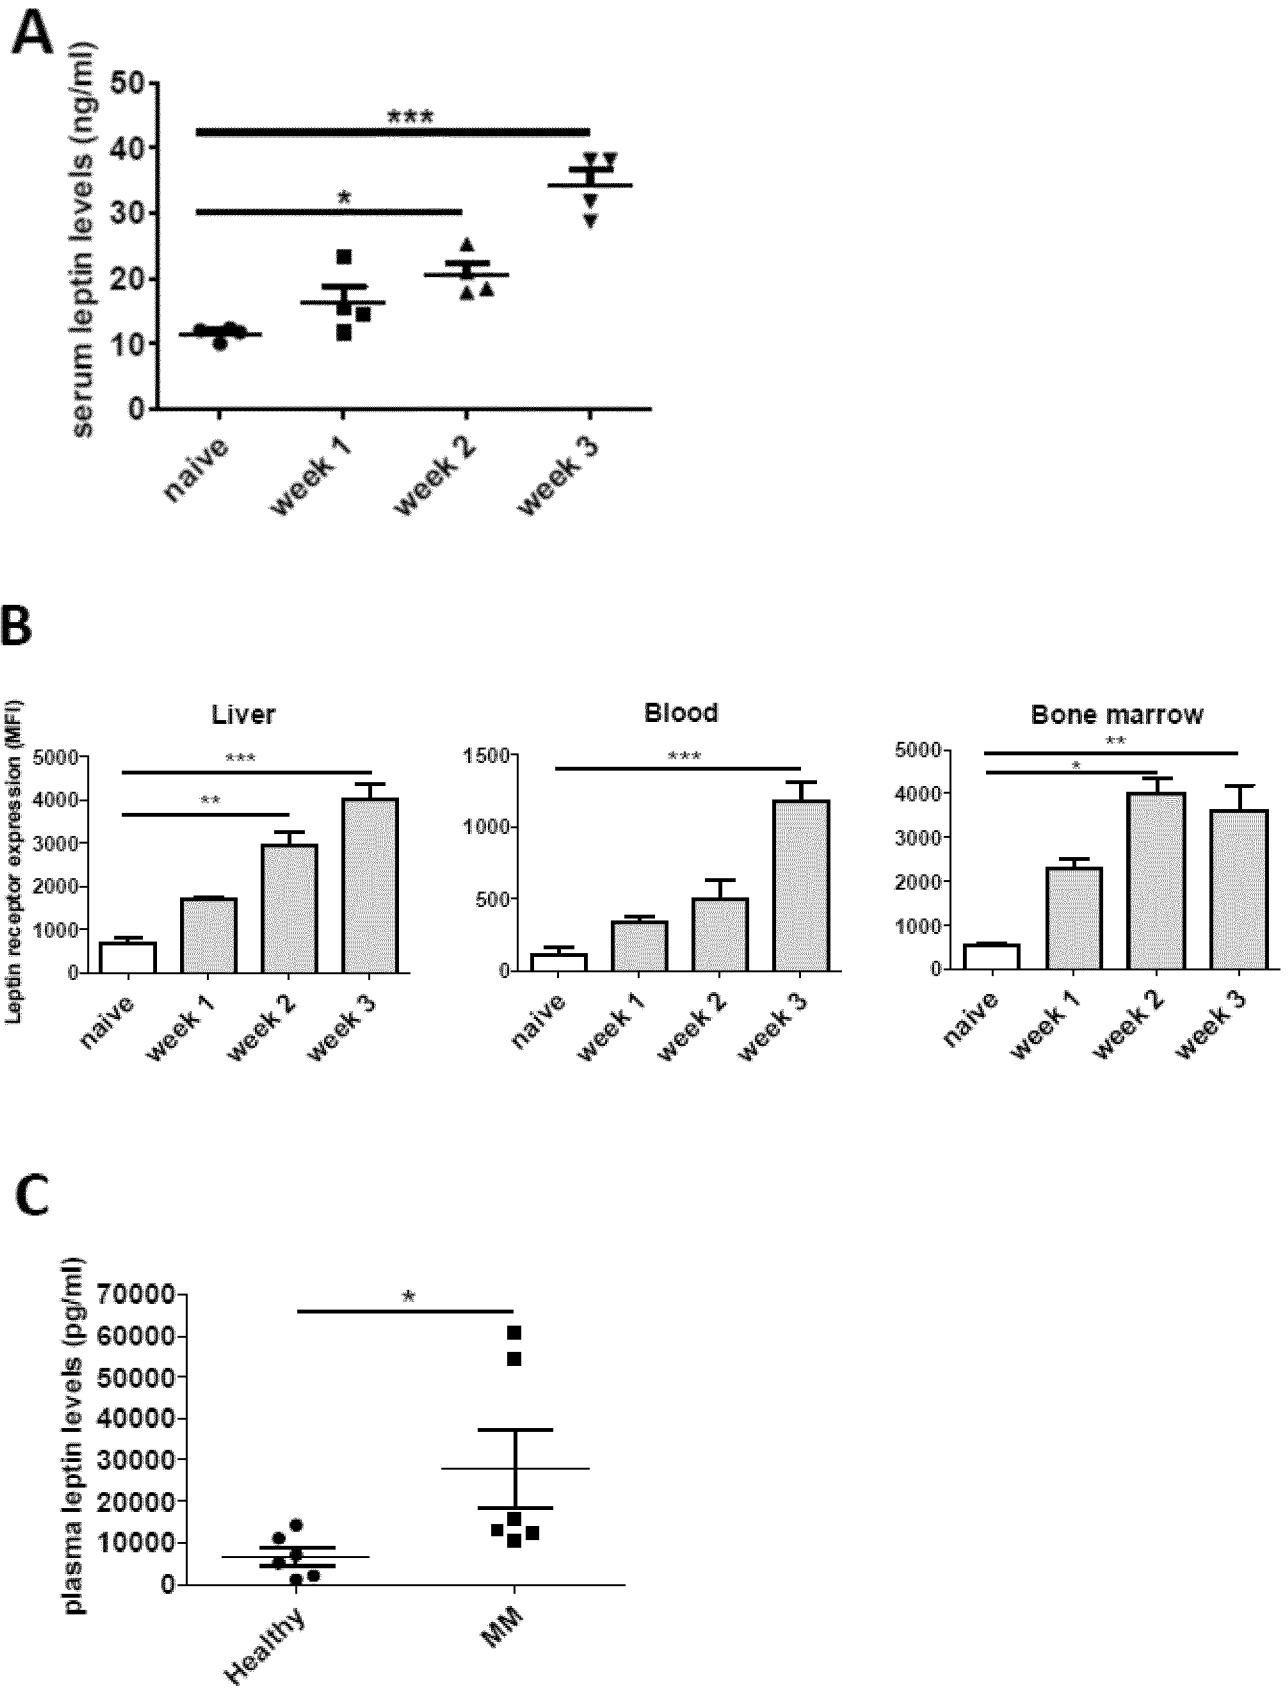 A
serum leptin levels (ng/ml)
50
40
30
20
10
0
***
*
naive
week 1
week 2
week 3
B
Leptin receptor expression (MFI)
Liver
5000
4000
3000
2000
1000
0
***
**
naive
week 1
week 2
week 3
Blood
1500
1000
500
0
***
naive
week 1
week 2
week 3
Bone marrow
5000
4000
3000
2000
1000
0
**
*
naive
week 1
week 2
week 3
C
plasma leptin levels (pg/ml)
70000
60000
50000
40000
30000
20000
10000
0
*
Healthy
MM